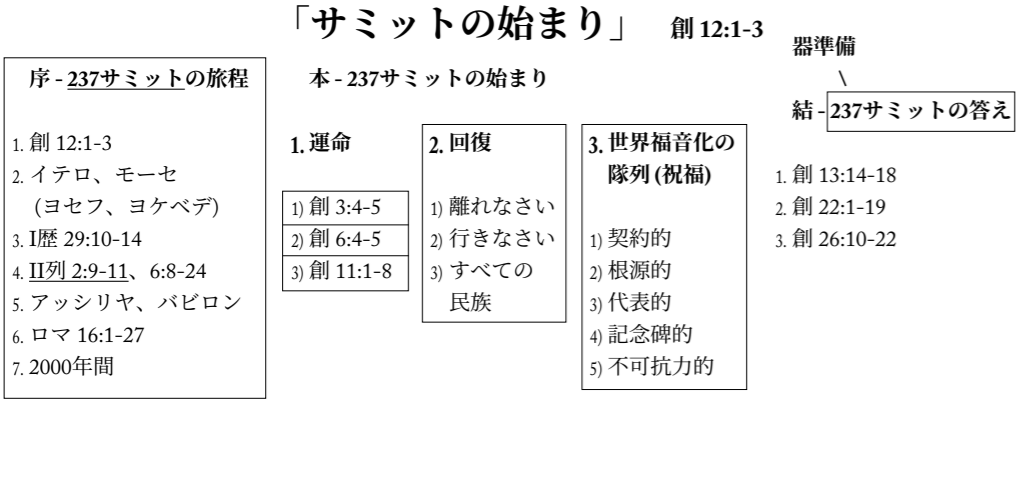 「サミットの始まり」 創 12:1-3
序 - 237サミットの旅程
1. 創 12:1-3
2. イテロ、モーセ
(ヨセフ、ヨケベデ)
3. I歴 29:10-14
4. II列 2:9-11、6:8-24
5. アッシリヤ、バビロン
6. ロマ 16:1-27
7. 2000年間
本 - 237サミットの始まり
1. 運命
1) 創 3:4-5
2) 創 6:4-5
3) 創 11:1-8
2. 回復
1) 離れなさい
2) 行きなさい
3) すべての
民族
3. 世界福音化の
隊列 (祝福)
1) 契約的
2) 根源的
3) 代表的
4) 記念碑的
5) 不可抗力的
器準備
\
結 - 237サミットの答え
1. 創 13:14-18
2. 創 22:1-19
3. 創 26:10-22